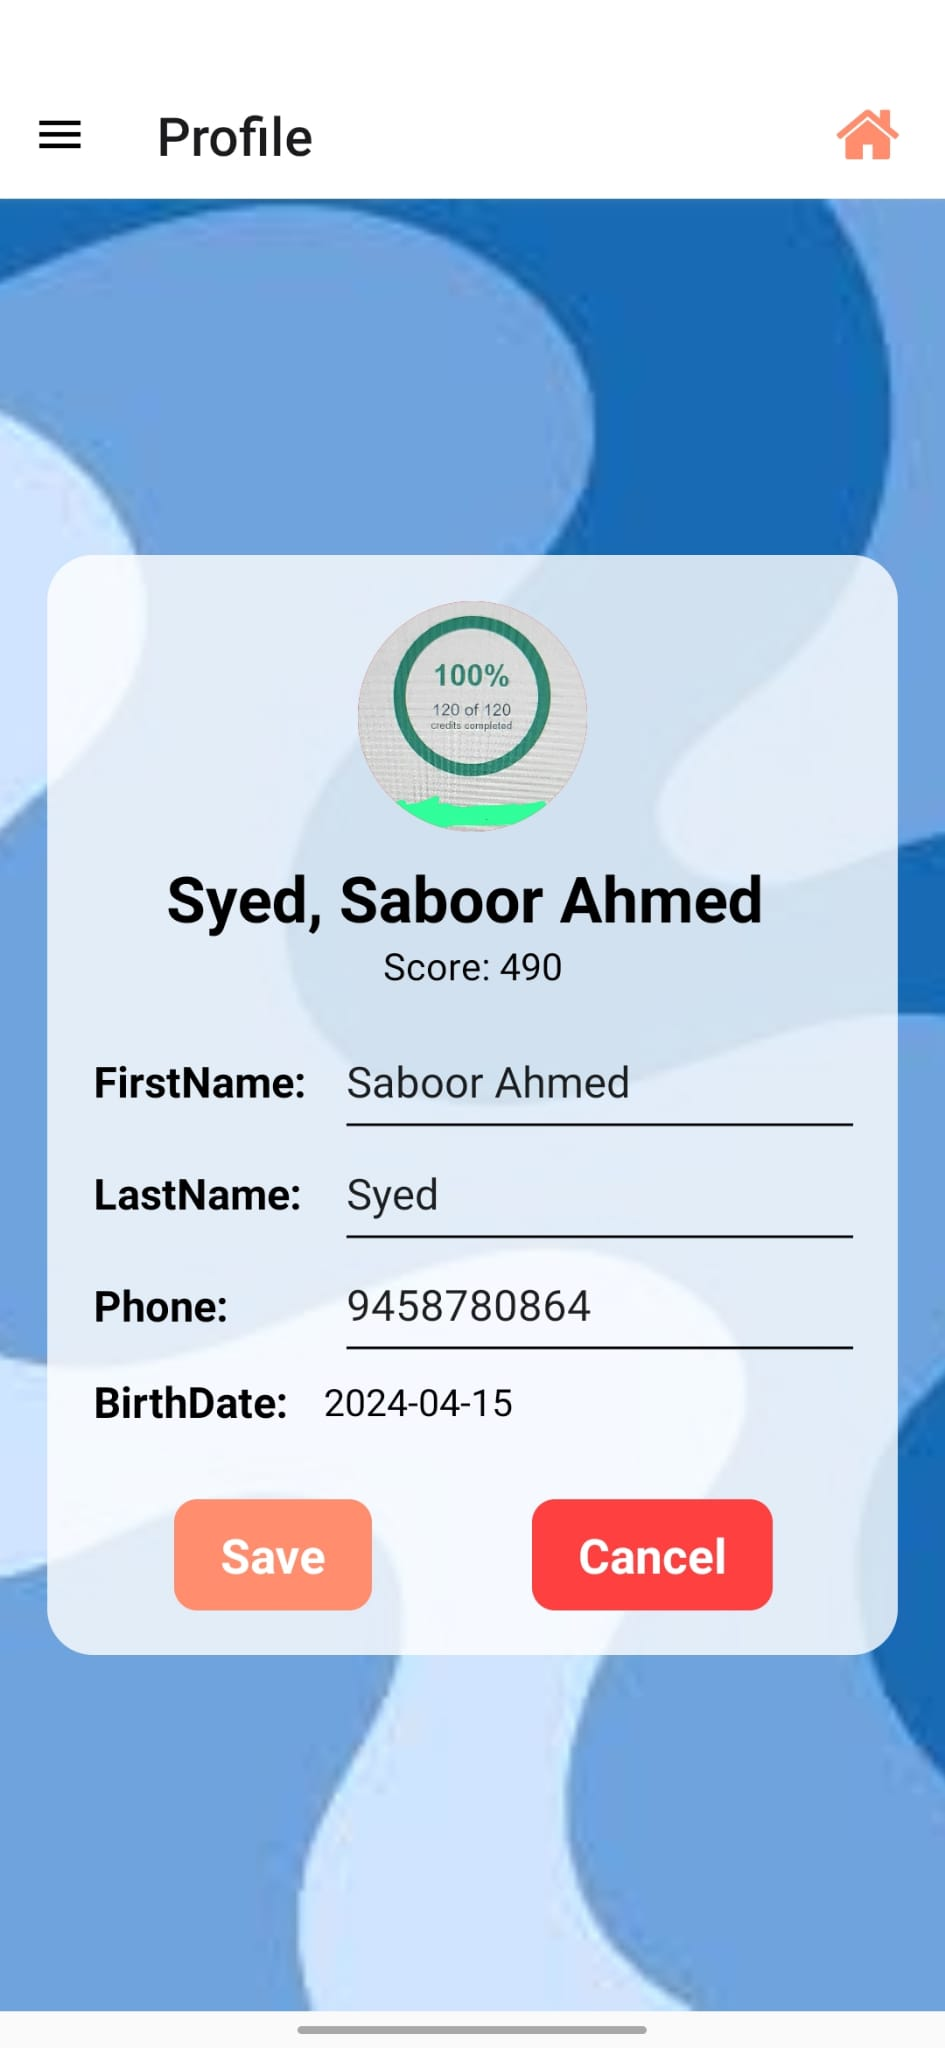 Profile
100%
120 of 120
credits completed
Syed, Saboor Ahmed
Score: 490
FirstName: Saboor Ahmed
LastName: Syed
Phone: 9458780864
BirthDate: 2024-04-15
Save Cancel